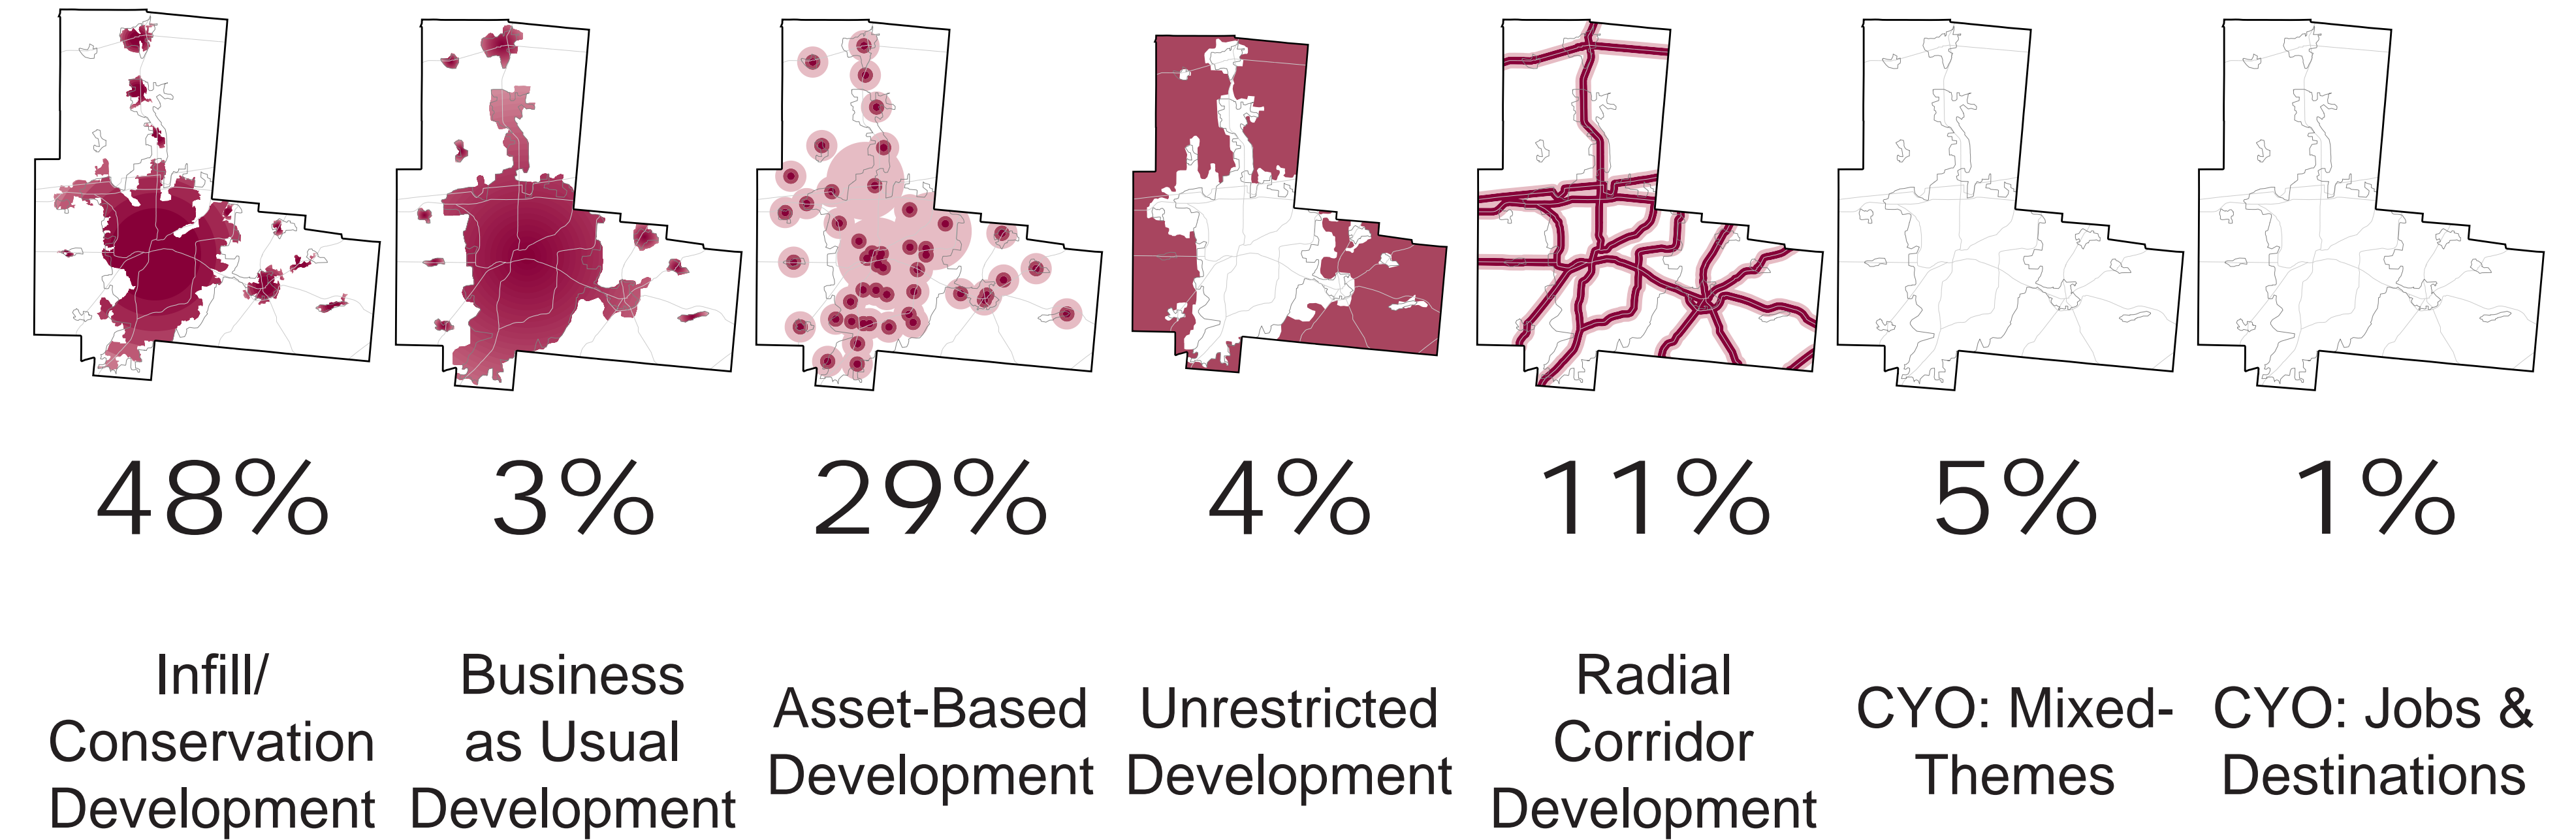 48%
3%
29%
4%
11%
5%
1%
Infill/
Conservation
Development
Business
as Usual
Development
Asset-Based
Development
Unrestricted
Development
Radial
Corridor
Development
CYO: Mixed-
Themes
CYO: Jobs &
Destinations